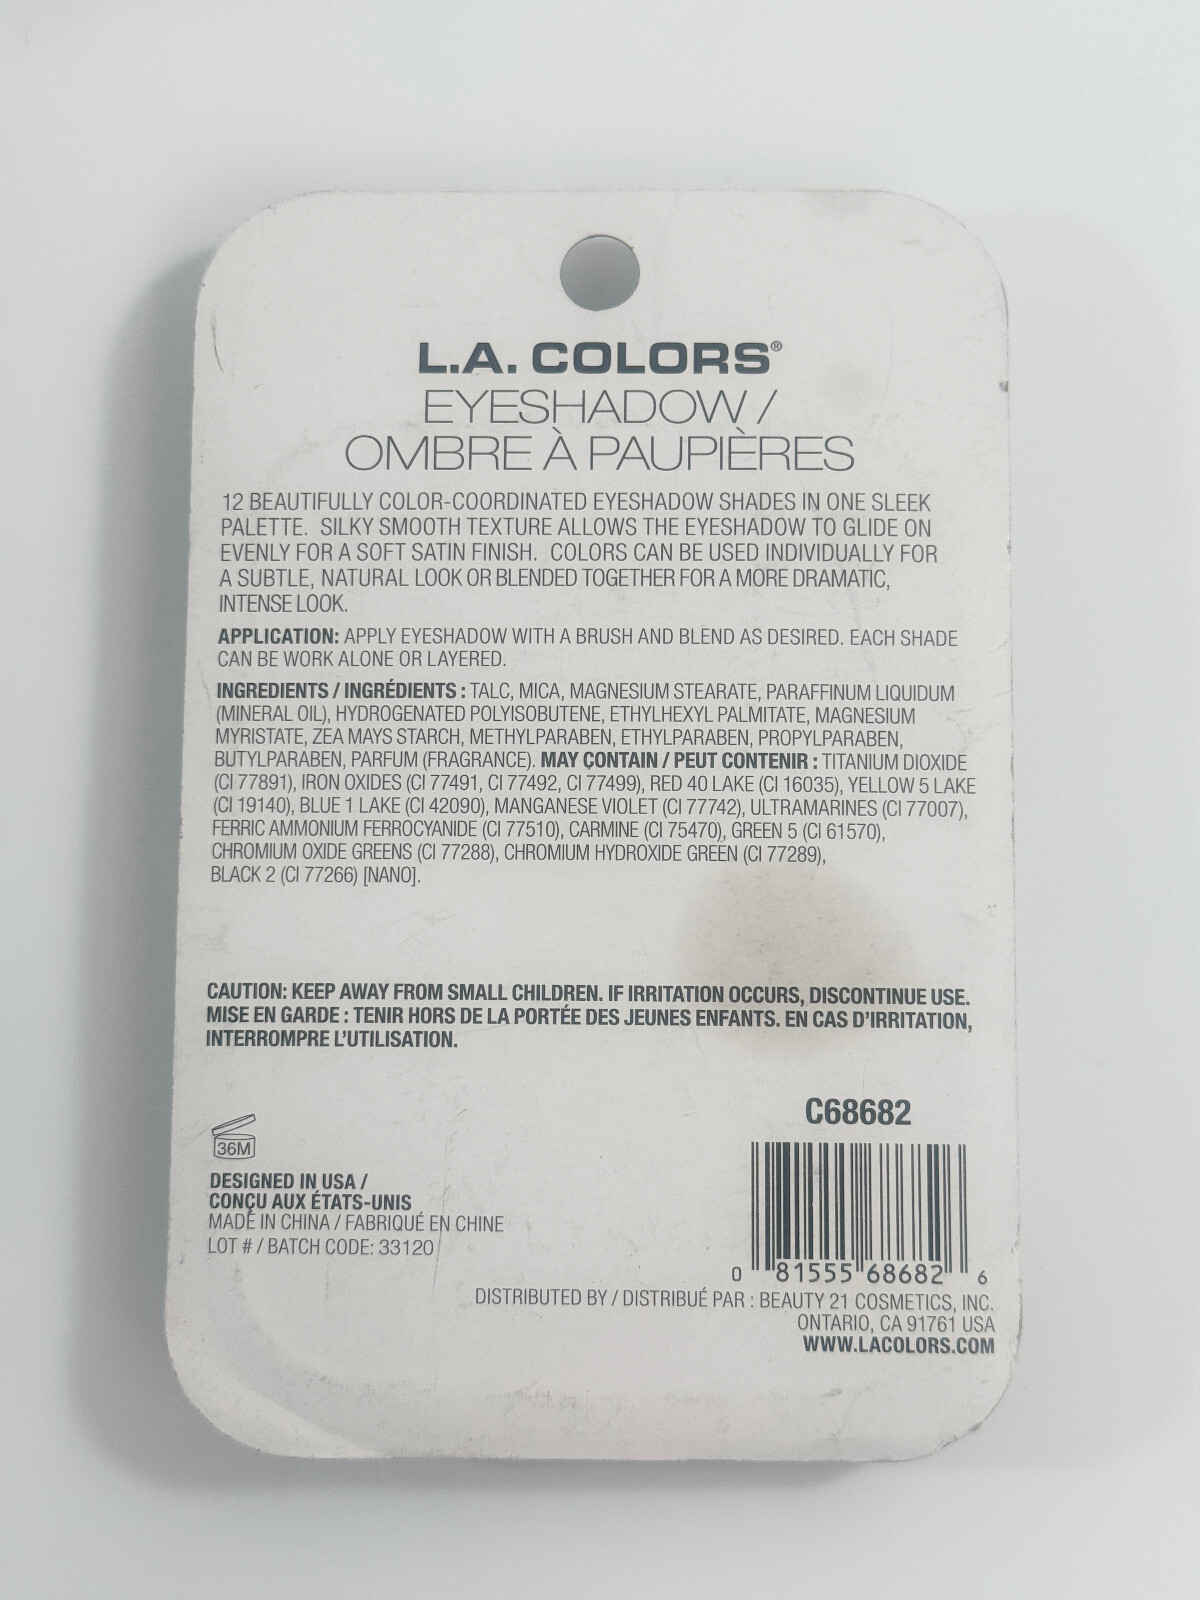 L.A. COLORS®
EYESHADOW /
OMBRE À PAUPIÈRES
12 BEAUTIFULLY COLOR-COORDINATED EYESHADOW SHADES IN ONE SLEEK
PALETTE. SILKY SMOOTH TEXTURE ALLOWS THE EYESHADOW TO GLIDE ON
EVENLY FOR A SOFT SATIN FINISH. COLORS CAN BE USED INDIVIDUALLY FOR
A SUBTLE, NATURAL LOOK OR BLENDED TOGETHER FOR A MORE DRAMATIC,
INTENSE LOOK.
APPLICATION: APPLY EYESHADOW WITH A BRUSH AND BLEND AS DESIRED. EACH SHADE
CAN BE WORK ALONE OR LAYERED.
INGREDIENTS / INGRÉDIENTS : TALC, MICA, MAGNESIUM STEARATE, PARAFFINUM LIQUIDUM
(MINERAL OIL), HYDROGENATED POLYISOBUTENE, ETHYLHEXYL PALMITATE, MAGNESIUM
MYRISTATE, ZEA MAYS STARCH, METHYLPARABEN, ETHYLPARABEN, PROPYLPARABEN,
BUTYLPARABEN, PARFUM (FRAGRANCE). MAY CONTAIN / PEUT CONTENIR : TITANIUM DIOXIDE
(CI 77891), IRON OXIDES (CI 77491, CI 77492, CI 77499), RED 40 LAKE (CI 16035), YELLOW 5 LAKE
(CI 19140), BLUE 1 LAKE (CI 42090), MANGANESE VIOLET (CI 77742), ULTRAMARINES (CI 77007),
FERRIC AMMONIUM FERROCYANIDE (CI 77510), CARMINE (CI 75470), GREEN 5 (CI 61570),
CHROMIUM OXIDE GREENS (CI 77288), CHROMIUM HYDROXIDE GREEN (CI 77289),
BLACK 2 (CI 77266) [NANO].
CAUTION: KEEP AWAY FROM SMALL CHILDREN. IF IRRITATION OCCURS, DISCONTINUE USE.
MISE EN GARDE : TENIR HORS DE LA PORTÉE DES JEUNES ENFANTS. EN CAS D'IRRITATION,
INTERROMPRE L'UTILISATION.
C68682
36M
DESIGNED IN USA /
CONÇU AUX ÉTATS-UNIS
MADE IN CHINA / FABRIQUÉ EN CHINE
LOT # / BATCH CODE: 33120
0 81555 68682 6
DISTRIBUTED BY / DISTRIBUÉ PAR : BEAUTY 21 COSMETICS, INC.
ONTARIO, CA 91761 USA
WWW.LACOLORS.COM